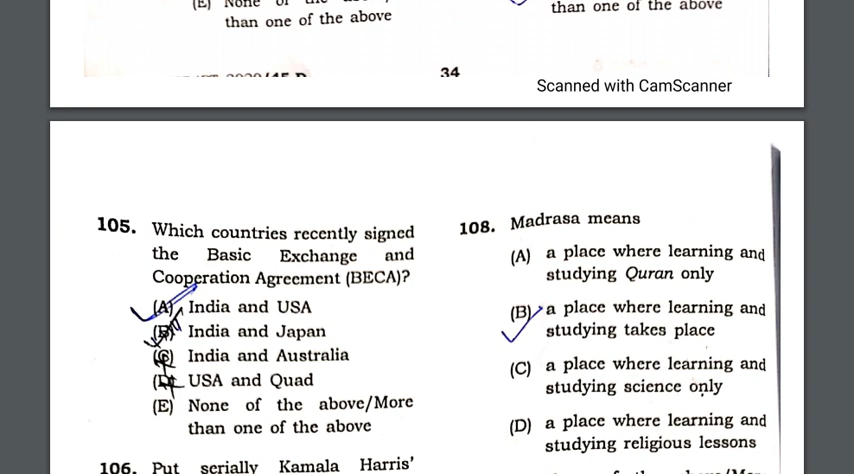 (E) None of the
than one of the above
than one of the above
34
Scanned with CamScanner
105. Which countries recently signed
the Basic Exchange and
Cooperation Agreement (BECA)?
(A) India and USA
(B) India and Japan
(C) India and Australia
(D) USA and Quad
(E) None of the above/More
than one of the above
106. Put serially Kamala Harris'
108. Madrasa means
(A) a place where learning and
studying Quran only
(B) a place where learning and
studying takes place
(C) a place where learning and
studying science only
(D) a place where learning and
studying religious lessons